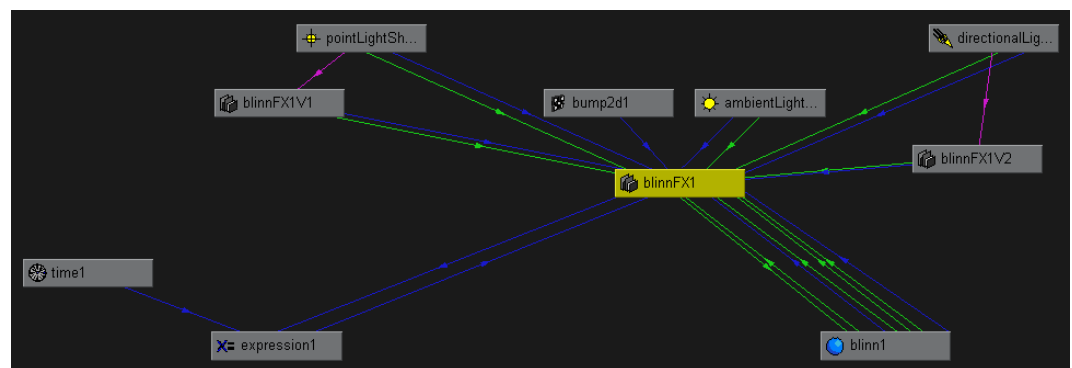 pointLightSh...
directionalLig...
blinnFX1V1
bump2d1
ambientLight...
blinnFX1V2
blinnFX1
time1
X= expression1
blinn1